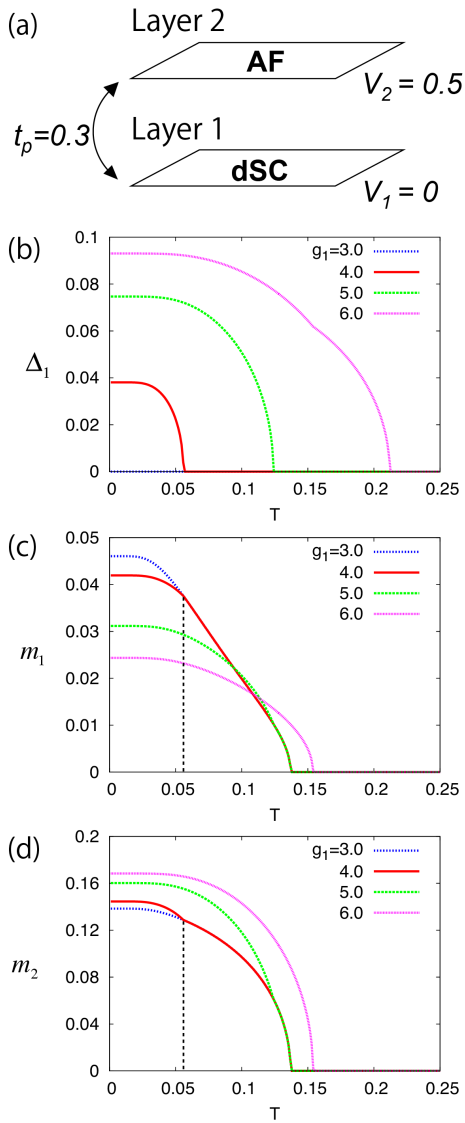 (a)
Layer 2
AF
V2 = 0.5
tp=0.3
Layer 1
dSC
V1 = 0
(b)
0.1
0.08
0.06
0.04
0.02
0
Δ1
g1=3.0
4.0
5.0
6.0
0 0.05 0.1 0.15 0.2 0.25
T
(c)
0.05
0.04
0.03
0.02
0.01
0
m1
g1=3.0
4.0
5.0
6.0
0 0.05 0.1 0.15 0.2 0.25
T
(d)
0.2
0.16
0.12
0.08
0.04
0
m2
g1=3.0
4.0
5.0
6.0
0 0.05 0.1 0.15 0.2 0.25
T